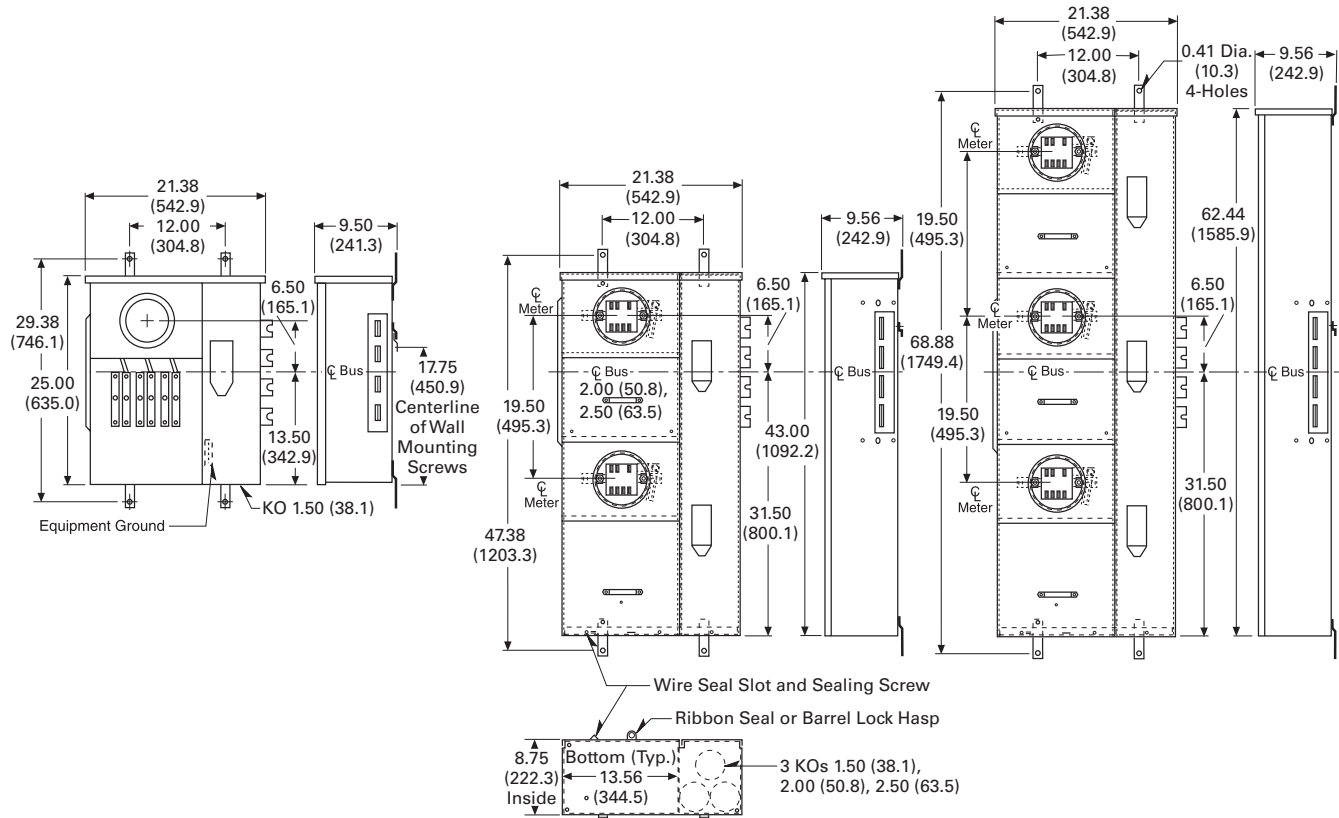 21.38
(542.9)
12.00
(304.8)
9.50
(241.3)
6.50
(165.1)
29.38
(746.1)
25.00
(635.0)
℄ Bus
℄ Bus
17.75
(450.9)
Centerline
of Wall
Mounting
Screws
13.50
(342.9)
KO 1.50 (38.1)
Equipment Ground
21.38
(542.9)
12.00
(304.8)
9.56
(242.9)
℄
Meter
6.50
(165.1)
℄ Bus
2.00 (50.8),
2.50 (63.5)
℄ Bus
19.50
(495.3)
43.00
(1092.2)
℄
Meter
31.50
(800.1)
47.38
(1203.3)
21.38
(542.9)
12.00
(304.8)
0.41 Dia.
(10.3)
4-Holes
9.56
(242.9)
℄
Meter
19.50
(495.3)
62.44
(1585.9)
℄
Meter
6.50
(165.1)
68.88
(1749.4)
℄ Bus
℄ Bus
19.50
(495.3)
℄
Meter
31.50
(800.1)
Wire Seal Slot and Sealing Screw
Ribbon Seal or Barrel Lock Hasp
8.75
(222.3)
Inside
Bottom (Typ.)
13.56
(344.5)
3 KOs 1.50 (38.1),
2.00 (50.8), 2.50 (63.5)